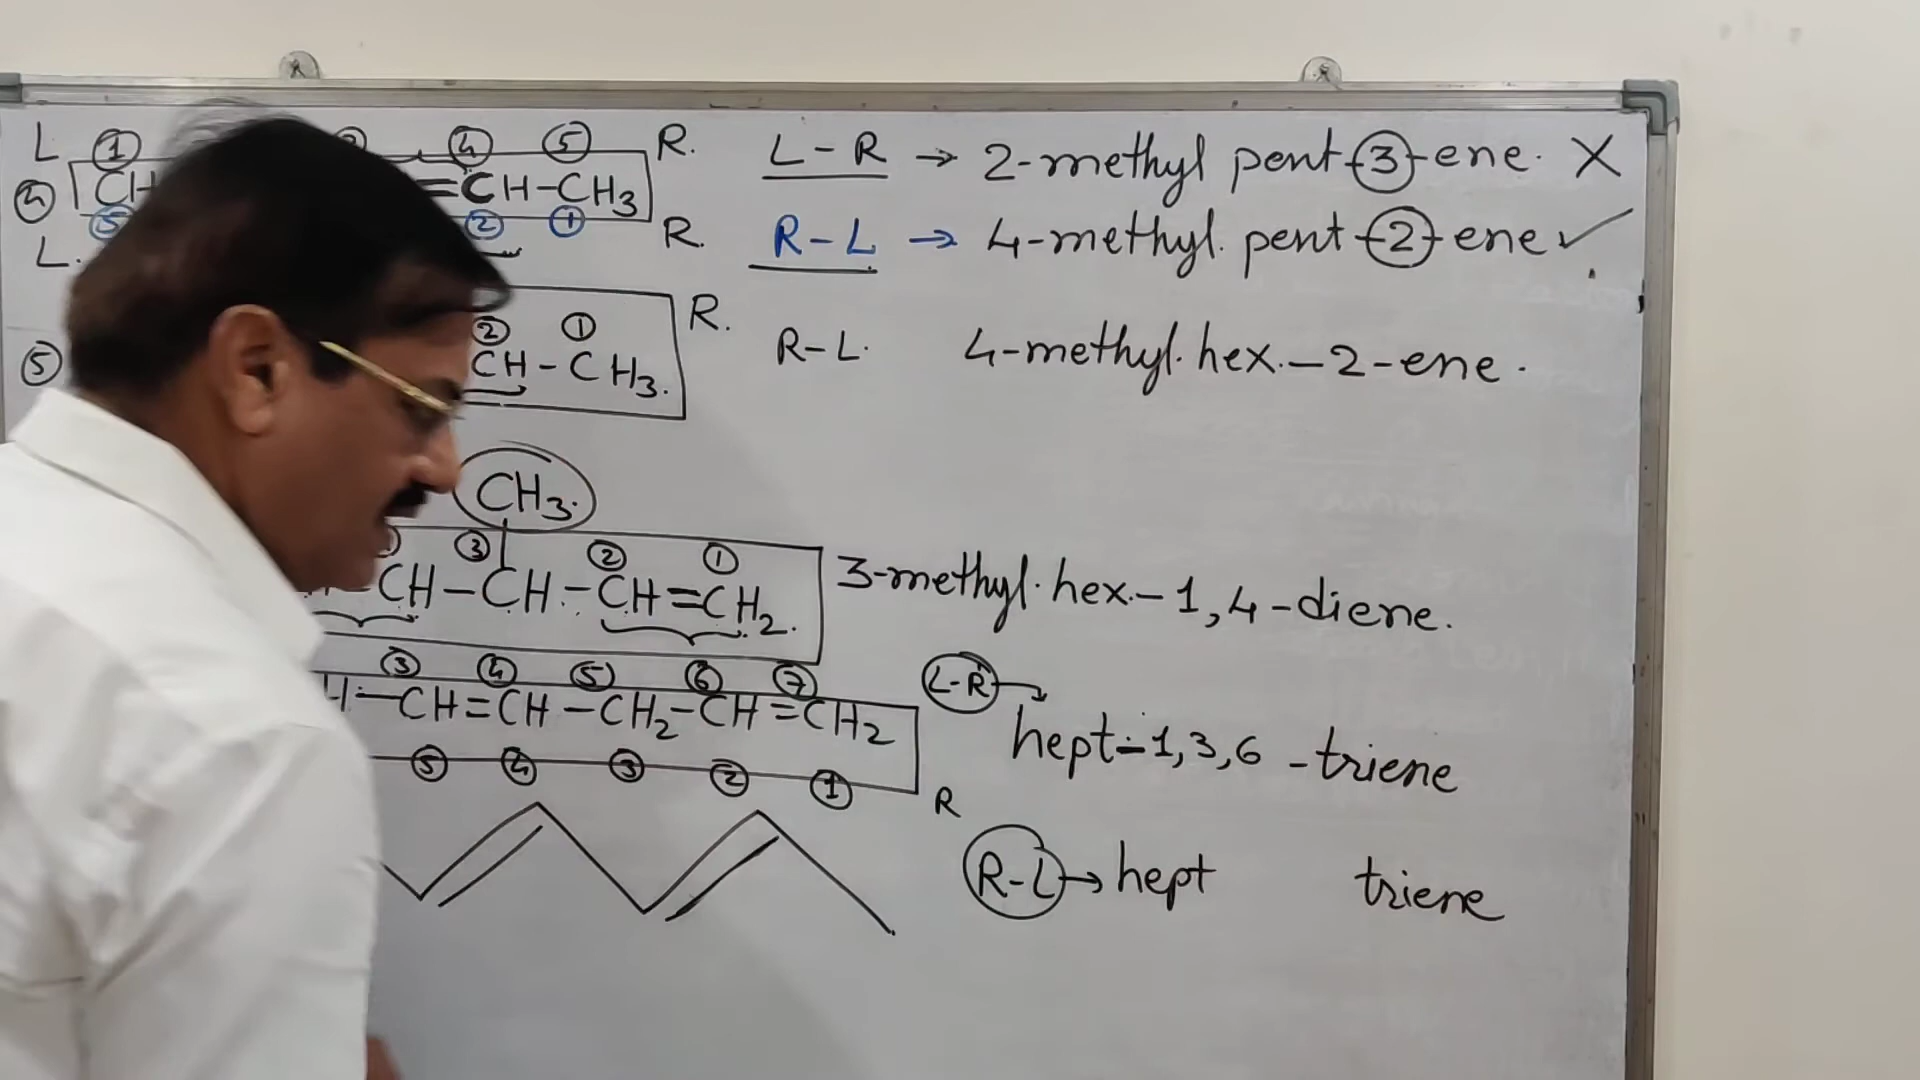 L ① ④ ⑤ R. L-R → 2-methyl pent-③-ene. X
④ CH =CH-CH3
⑤ ② ① R. R-L → 4-methyl. pent-②-ene ✓
L.
R.
② ①
⑤ CH-CH3. R-L. 4-methyl. hex.-2-ene.
CH3.
③ ② ①
CH-CH-CH=CH2. 3-methyl. hex.-1,4-diene.
③ ④ ⑤ ⑥ ⑦ L-R →
H-CH=CH-CH2-CH=CH2 hept-1,3,6-triene
⑤ ④ ③ ② ① R
R-L → hept triene